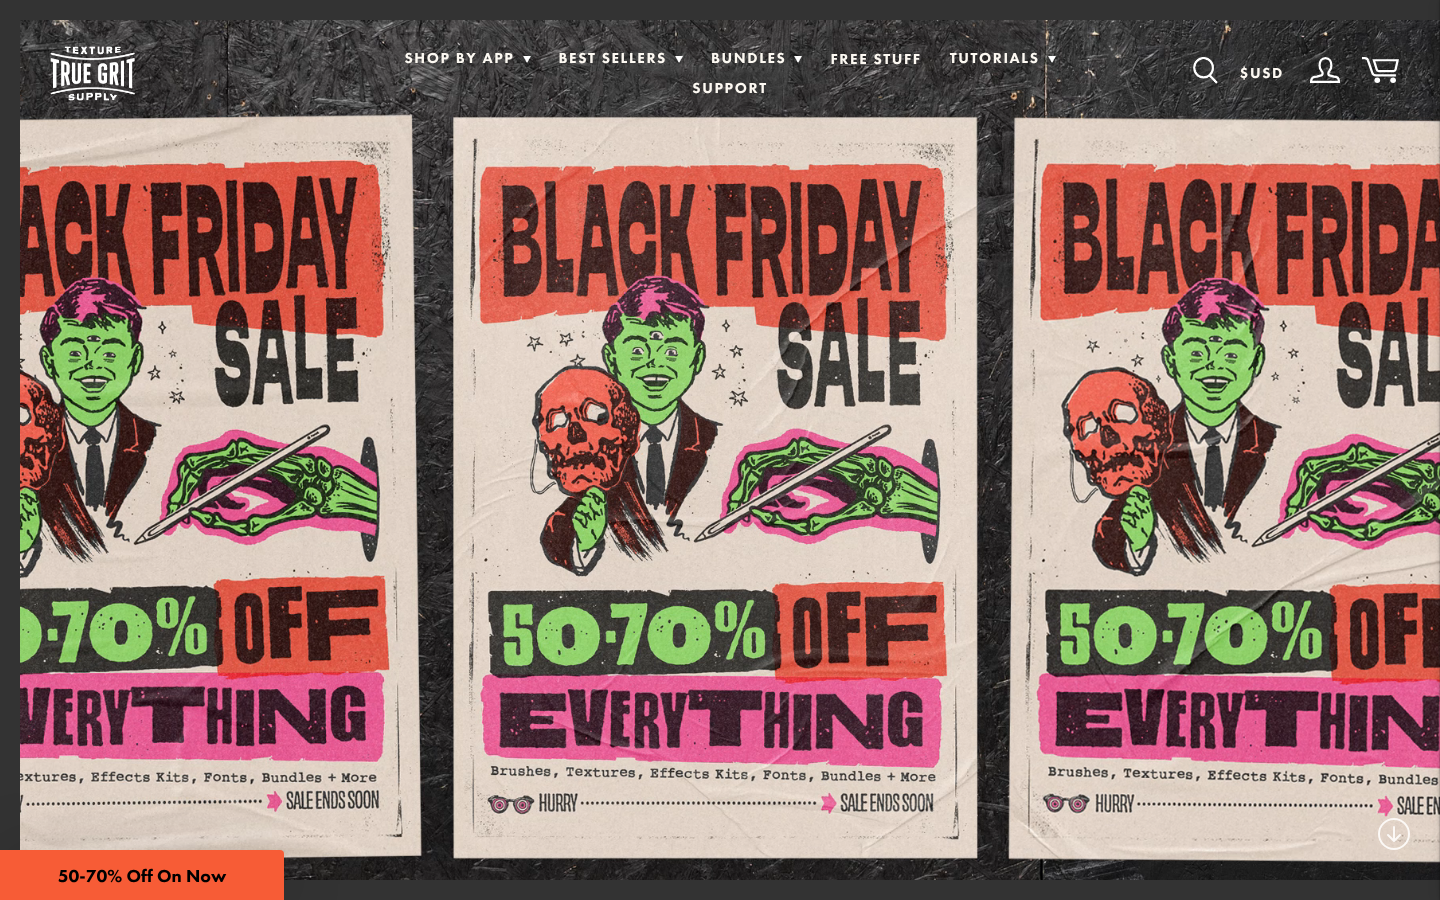 TEXTURE
TRUE GRIT
SUPPLY
SHOP BY APP
BEST SELLERS
BUNDLES
FREE STUFF
TUTORIALS
SUPPORT
$USD
ACK FRIDAY
SALE
0-70% OFF
VERYTHING
extures, Effects Kits, Fonts, Bundles + More
SALE ENDS SOON
BLACK FRIDAY
SALE
50-70% OFF
EVERYTHING
Brushes, Textures, Effects Kits, Fonts, Bundles + More
HURRY
SALE ENDS SOON
BLACK FRIDA
SAL
50-70% OF
EVERYTHIN
Brushes, Textures, Effects Kits, Fonts, Bundles
HURRY
SALE EN
50-70% Off On Now